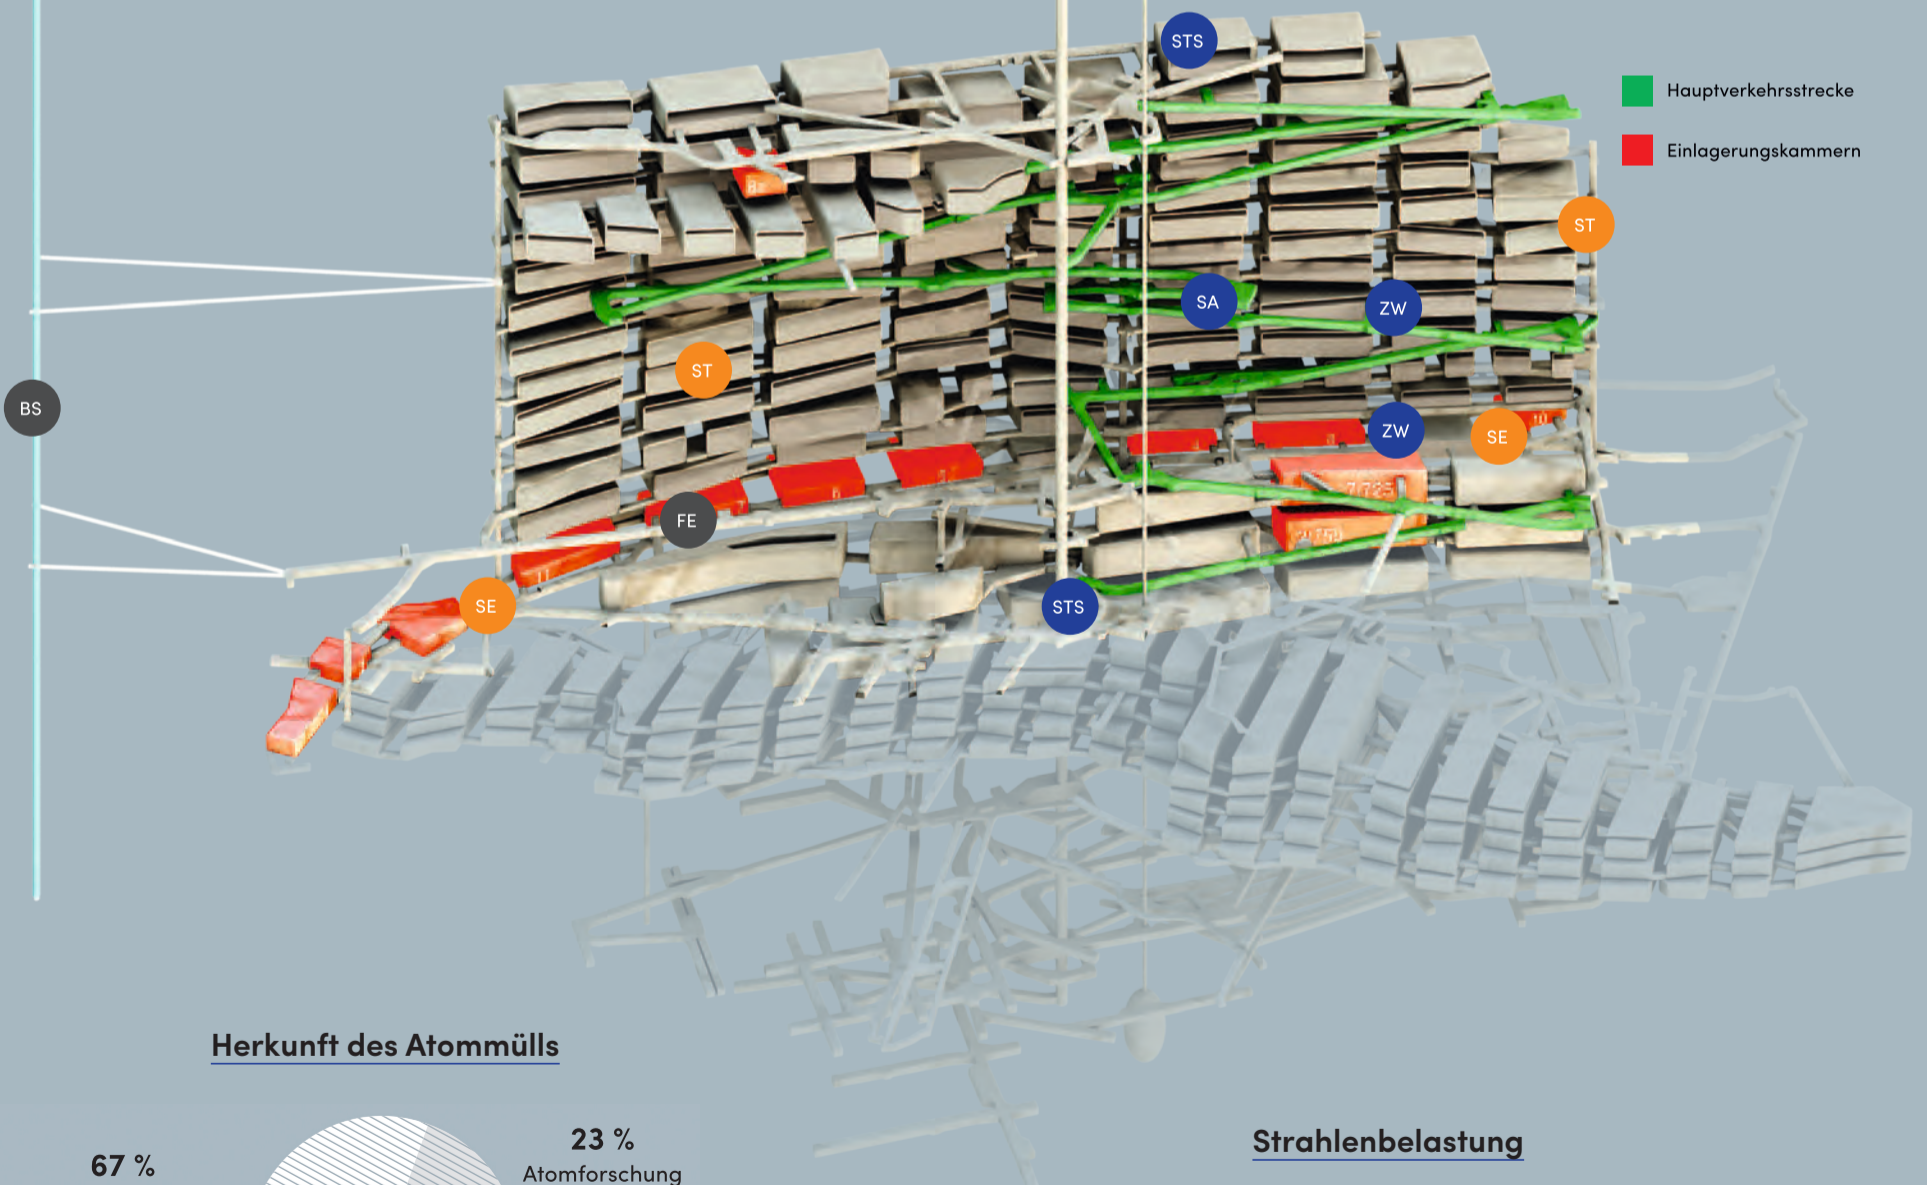 STS
Hauptverkehrsstrecke
Einlagerungskammern
ST
SA
ZW
ST
BS
ZW
SE
FE
SE
STS
Herkunft des Atommülls
67 %
23 %
Atomforschung
Strahlenbelastung